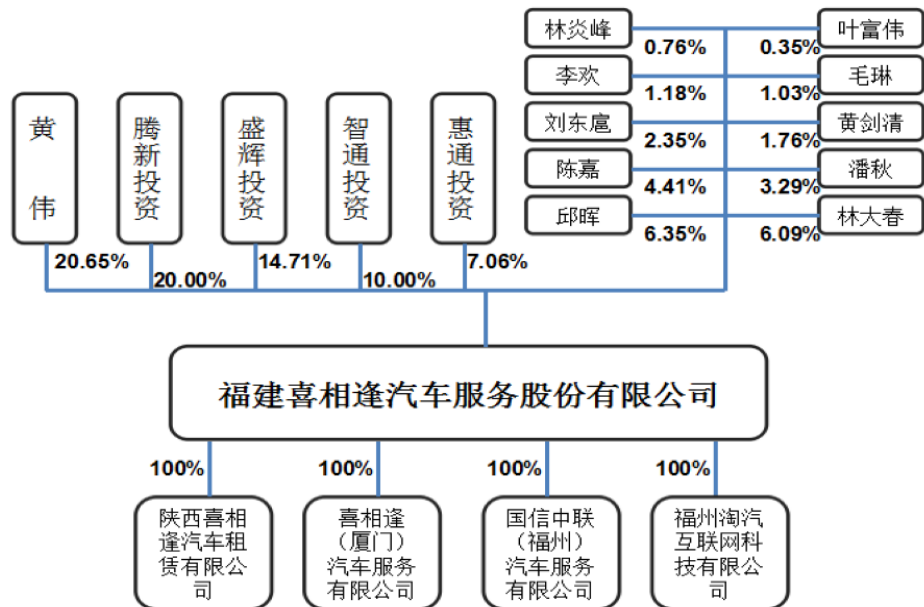 林炎峰
叶富伟
0.76%
0.35%
李欢
毛琳
1.18%
1.03%
刘东扈
黄剑清
2.35%
1.76%
陈嘉
潘秋
4.41%
3.29%
邱晖
林大春
6.35%
6.09%
黄伟
腾新投资
盛辉投资
智通投资
惠通投资
20.65%
20.00%
14.71%
10.00%
7.06%
福建喜相逢汽车服务股份有限公司
100%
100%
100%
100%
陕西喜相
逢汽车租
赁有限公
司
喜相逢
（厦门）
汽车服务
有限公司
国信中联
（福州）
汽车服务
有限公司
福州淘汽
互联网科
技有限公
司